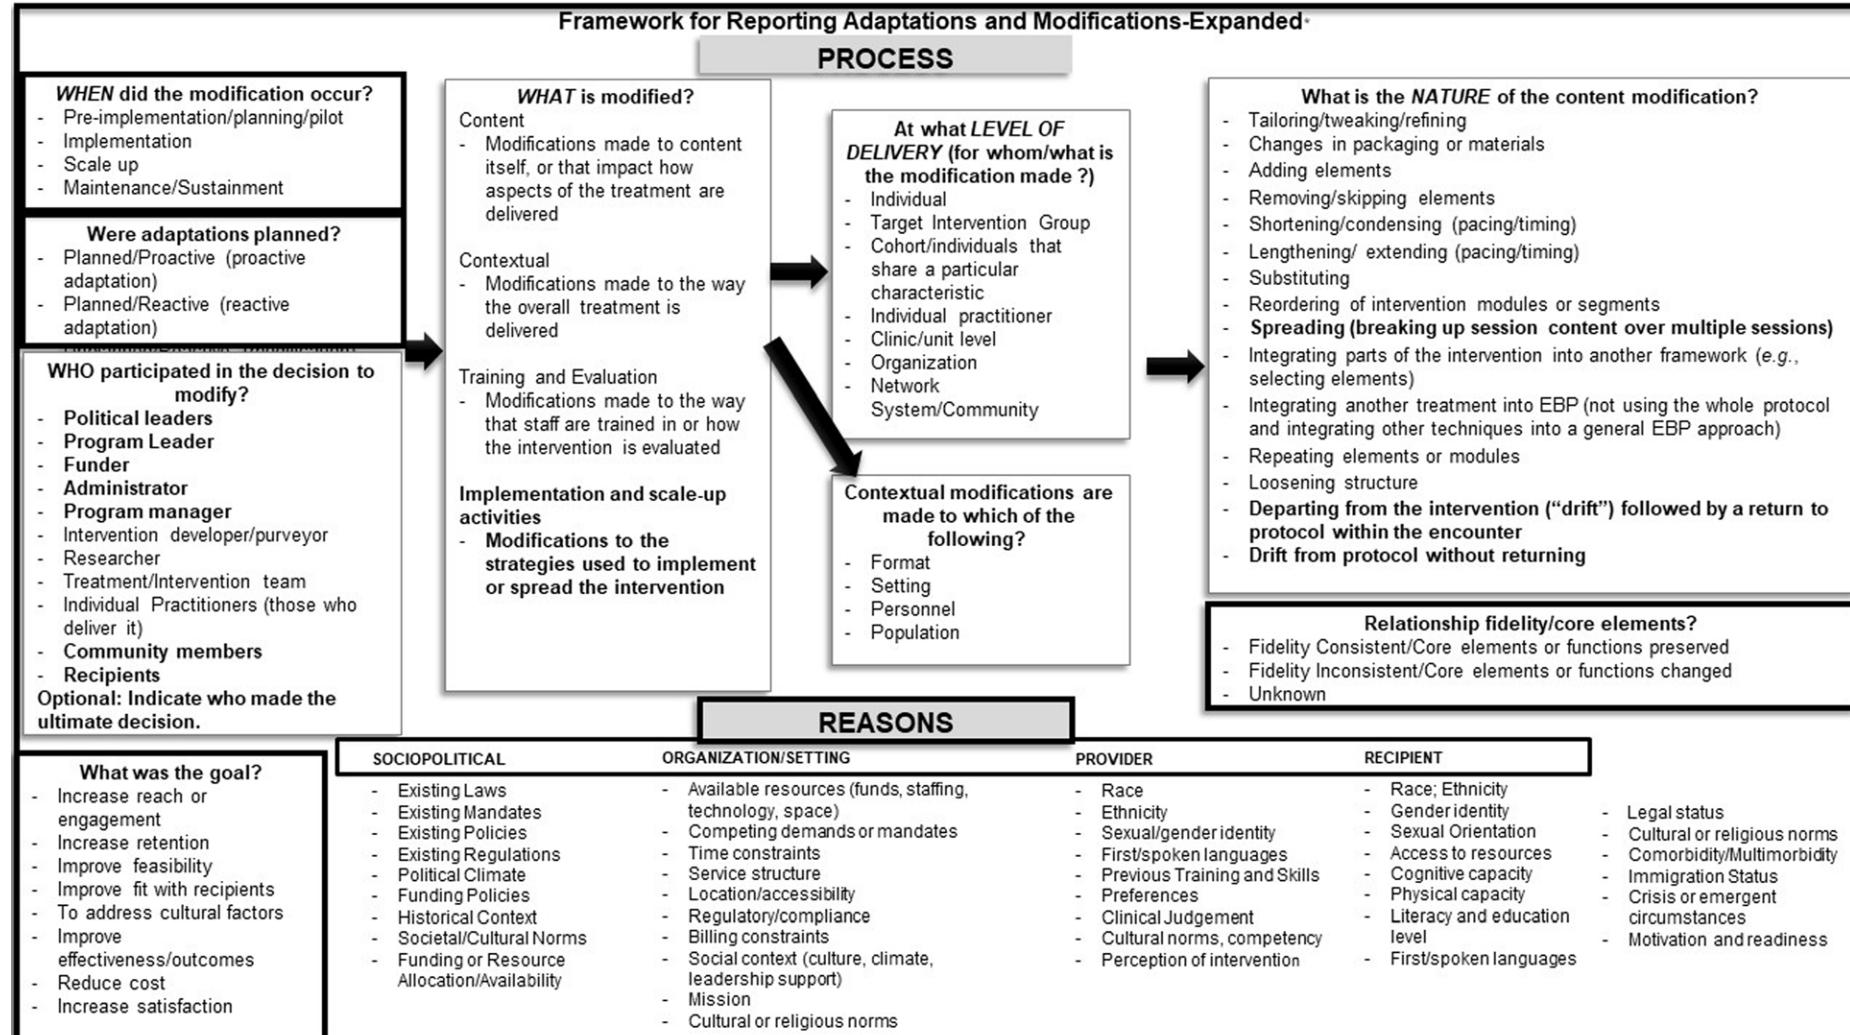 Framework for Reporting Adaptations and Modifications-Expanded*
PROCESS
WHEN did the modification occur?
- Pre-implementation/planning/pilot
- Implementation
- Scale up
- Maintenance/Sustainment
Were adaptations planned?
- Planned/Proactive (proactive
adaptation)
- Planned/Reactive (reactive
adaptation)
WHO participated in the decision to
modify?
- Political leaders
- Program Leader
- Funder
- Administrator
- Program manager
- Intervention developer/purveyor
- Researcher
- Treatment/Intervention team
- Individual Practitioners (those who
deliver it)
- Community members
- Recipients
Optional: Indicate who made the
ultimate decision.
WHAT is modified?
Content
- Modifications made to content
itself, or that impact how
aspects of the treatment are
delivered
Contextual
- Modifications made to the way
the overall treatment is
delivered
Training and Evaluation
- Modifications made to the way
that staff are trained in or how
the intervention is evaluated
Implementation and scale-up
activities
- Modifications to the
strategies used to implement
or spread the intervention
At what LEVEL OF
DELIVERY (for whom/what is
the modification made ?)
- Individual
- Target Intervention Group
- Cohort/individuals that
share a particular
characteristic
- Individual practitioner
- Clinic/unit level
- Organization
- Network
System/Community
Contextual modifications are
made to which of the
following?
- Format
- Setting
- Personnel
- Population
What is the NATURE of the content modification?
- Tailoring/tweaking/refining
- Changes in packaging or materials
- Adding elements
- Removing/skipping elements
- Shortening/condensing (pacing/timing)
- Lengthening/ extending (pacing/timing)
- Substituting
- Reordering of intervention modules or segments
- Spreading (breaking up session content over multiple sessions)
- Integrating parts of the intervention into another framework (e.g.,
selecting elements)
- Integrating another treatment into EBP (not using the whole protocol
and integrating other techniques into a general EBP approach)
- Repeating elements or modules
- Loosening structure
- Departing from the intervention (“drift”) followed by a return to
protocol within the encounter
- Drift from protocol without returning
Relationship fidelity/core elements?
- Fidelity Consistent/Core elements or functions preserved
- Fidelity Inconsistent/Core elements or functions changed
- Unknown
REASONS
What was the goal?
- Increase reach or
engagement
- Increase retention
- Improve feasibility
- Improve fit with recipients
- To address cultural factors
- Improve
effectiveness/outcomes
- Reduce cost
- Increase satisfaction
SOCIOPOLITICAL
- Existing Laws
- Existing Mandates
- Existing Policies
- Existing Regulations
- Political Climate
- Funding Policies
- Historical Context
- Societal/Cultural Norms
- Funding or Resource
Allocation/Availability
ORGANIZATION/SETTING
- Available resources (funds, staffing,
technology, space)
- Competing demands or mandates
- Time constraints
- Service structure
- Location/accessibility
- Regulatory/compliance
- Billing constraints
- Social context (culture, climate,
leadership support)
- Mission
- Cultural or religious norms
PROVIDER
- Race
- Ethnicity
- Sexual/gender identity
- First/spoken languages
- Previous Training and Skills
- Preferences
- Clinical Judgement
- Cultural norms, competency
- Perception of intervention
RECIPIENT
- Race; Ethnicity
- Gender identity
- Sexual Orientation
- Access to resources
- Cognitive capacity
- Physical capacity
- Literacy and education
level
- First/spoken languages
- Legal status
- Cultural or religious norms
- Comorbidity/Multimorbidity
- Immigration Status
- Crisis or emergent
circumstances
- Motivation and readiness